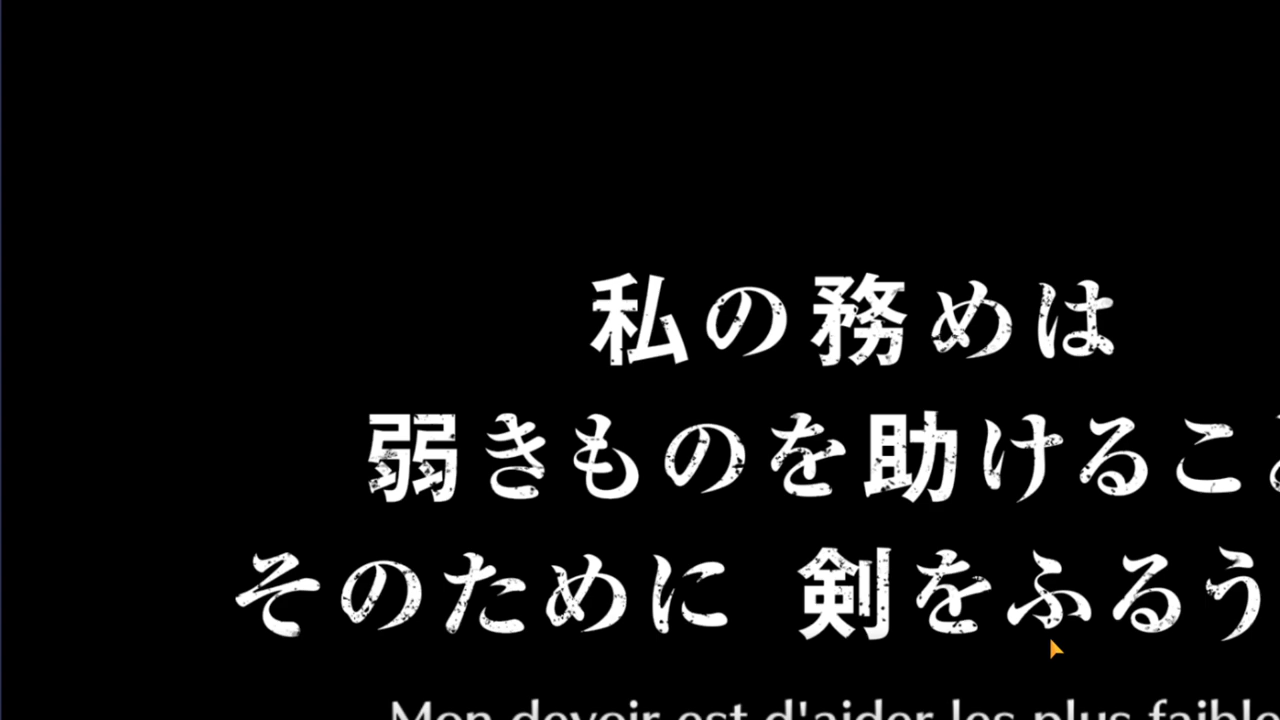 私の務めは
弱きものを助けるこ
そのために 剣をふるう
Mon devoir est d'aider les plus faible